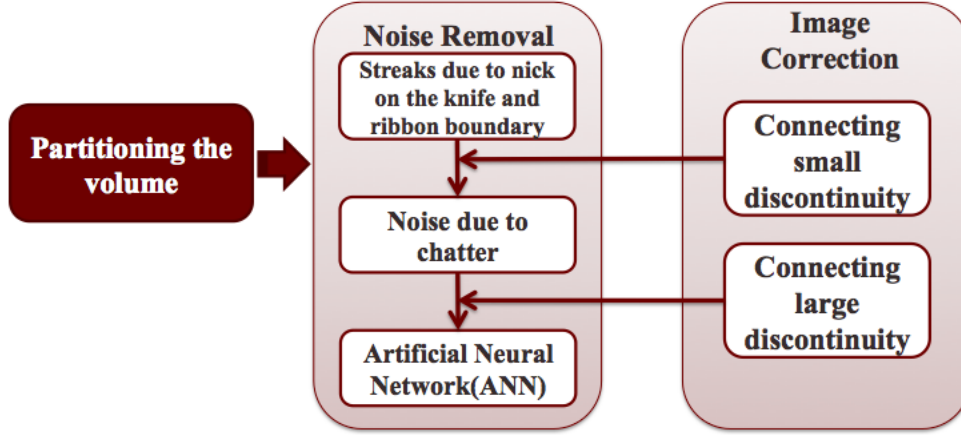 Partitioning the
volume
Noise Removal
Streaks due to nick
on the knife and
ribbon boundary
Noise due to
chatter
Artificial Neural
Network(ANN)
Image
Correction
Connecting
small
discontinuity
Connecting
large
discontinuity